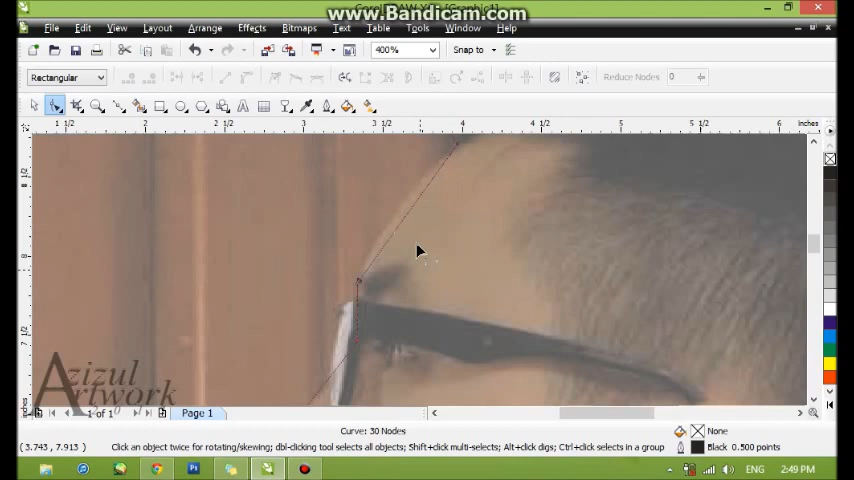 www.Bandicam.com
File Edit View Layout Arrange Effects Bitmaps Text Table Tools Window Help
400% Snap to
Rectangular Reduce Nodes 0
1 1/2 2 2 1/2 3 3 1/2 4 4 1/2 5 5 1/2 6 inches
8
7 1/2
Azizul
Artwork
1 of 1 Page 1
Curve: 30 Nodes None
( 3.743 , 7.913 ) Click an object twice for rotating/skewing; dbl-clicking tool selects all objects; Shift+click multi-selects; Alt+click digs; Ctrl+click selects in a group Black 0.500 points
ENG 2:49 PM